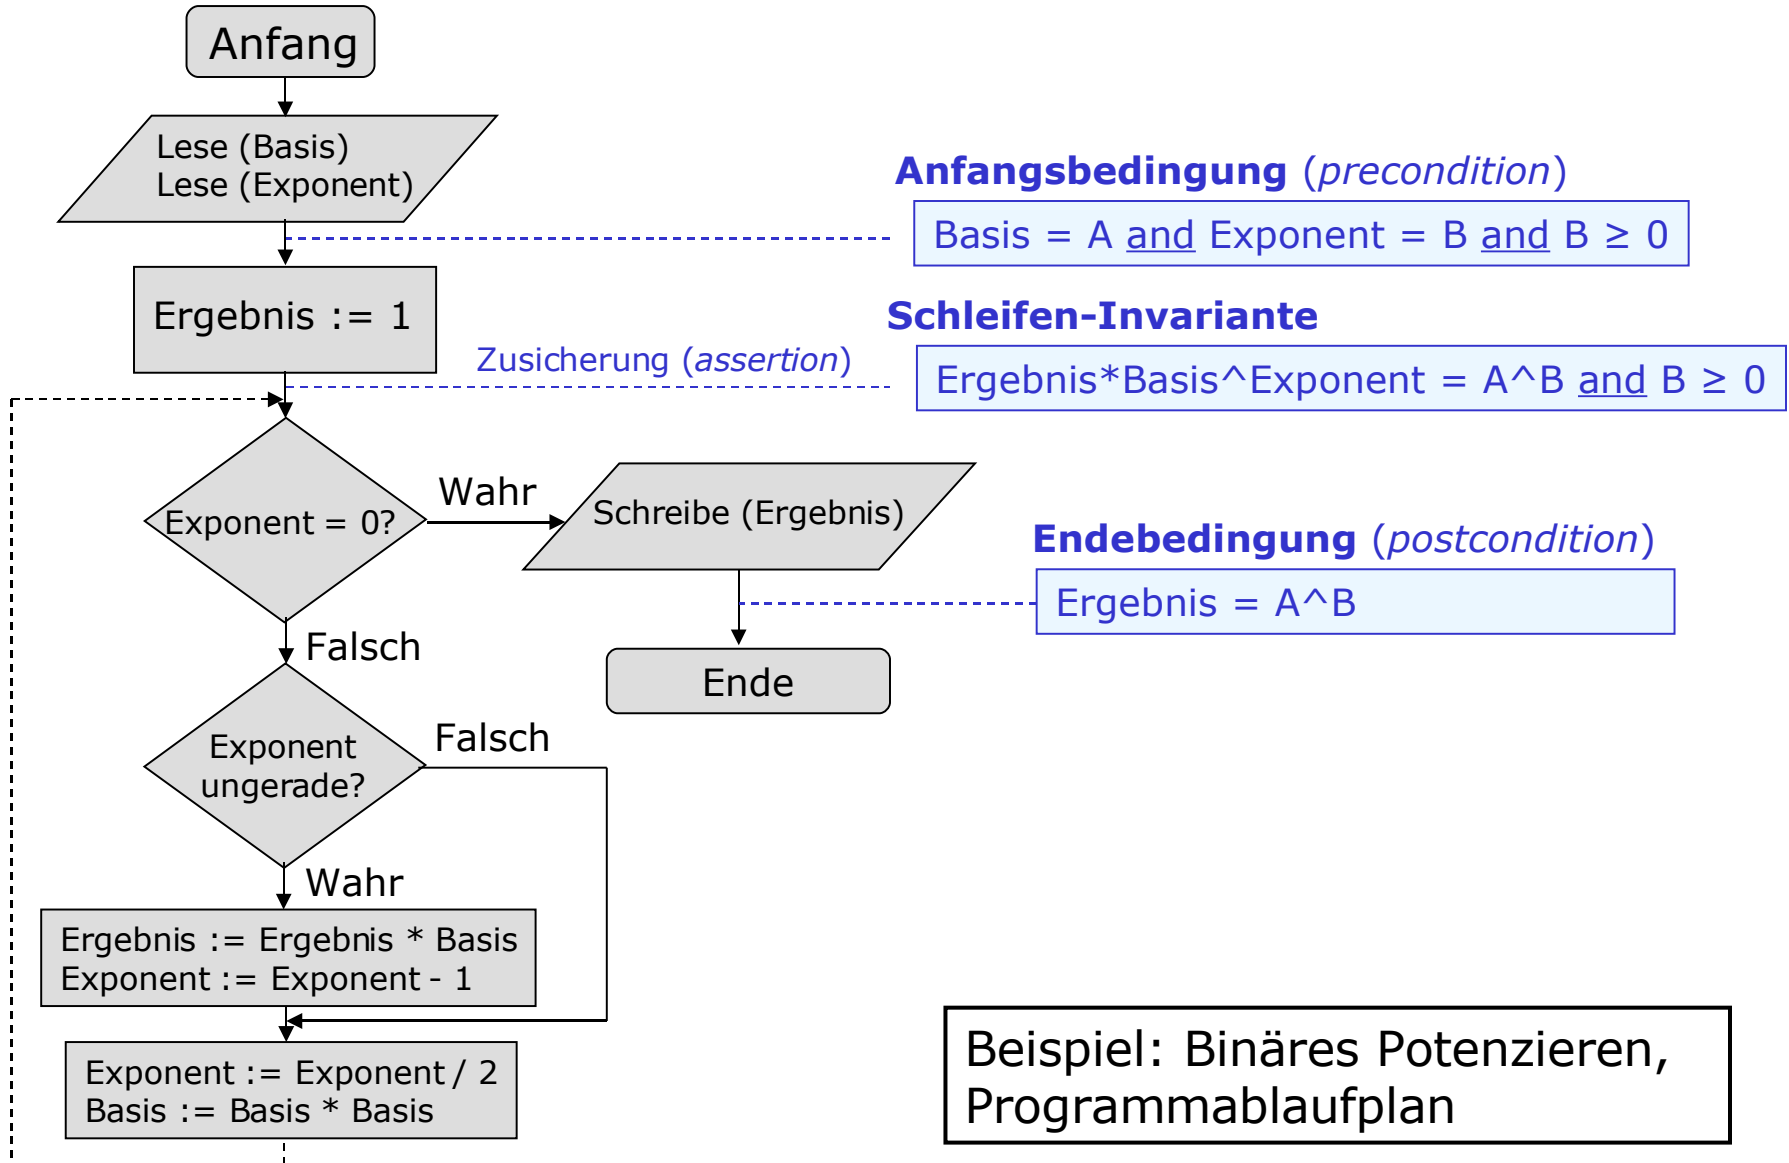 Anfang
Lese (Basis)
Lese (Exponent)
Anfangsbedingung (precondition)
Basis = A and Exponent = B and B ≥ 0
Ergebnis := 1
Schleifen-Invariante
Zusicherung (assertion)
Ergebnis*Basis^Exponent = A^B and B ≥ 0
Exponent = 0?
Wahr
Schreibe (Ergebnis)
Endebedingung (postcondition)
Ergebnis = A^B
Ende
Falsch
Exponent
ungerade?
Falsch
Wahr
Ergebnis := Ergebnis * Basis
Exponent := Exponent - 1
Exponent := Exponent / 2
Basis := Basis * Basis
Beispiel: Binäres Potenzieren,
Programmablaufplan